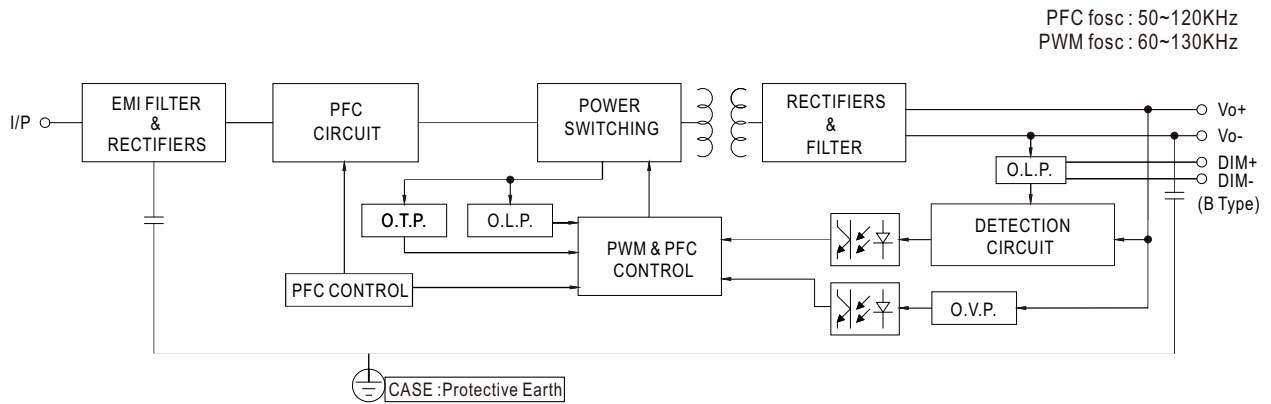 PFC fosc : 50~120KHz
PWM fosc : 60~130KHz
I/P
EMI FILTER
&
RECTIFIERS
PFC
CIRCUIT
POWER
SWITCHING
RECTIFIERS
&
FILTER
Vo+
Vo-
DIM+
DIM-
(B Type)
O.L.P.
O.T.P.
O.L.P.
DETECTION
CIRCUIT
PWM & PFC
CONTROL
PFC CONTROL
O.V.P.
CASE :Protective Earth